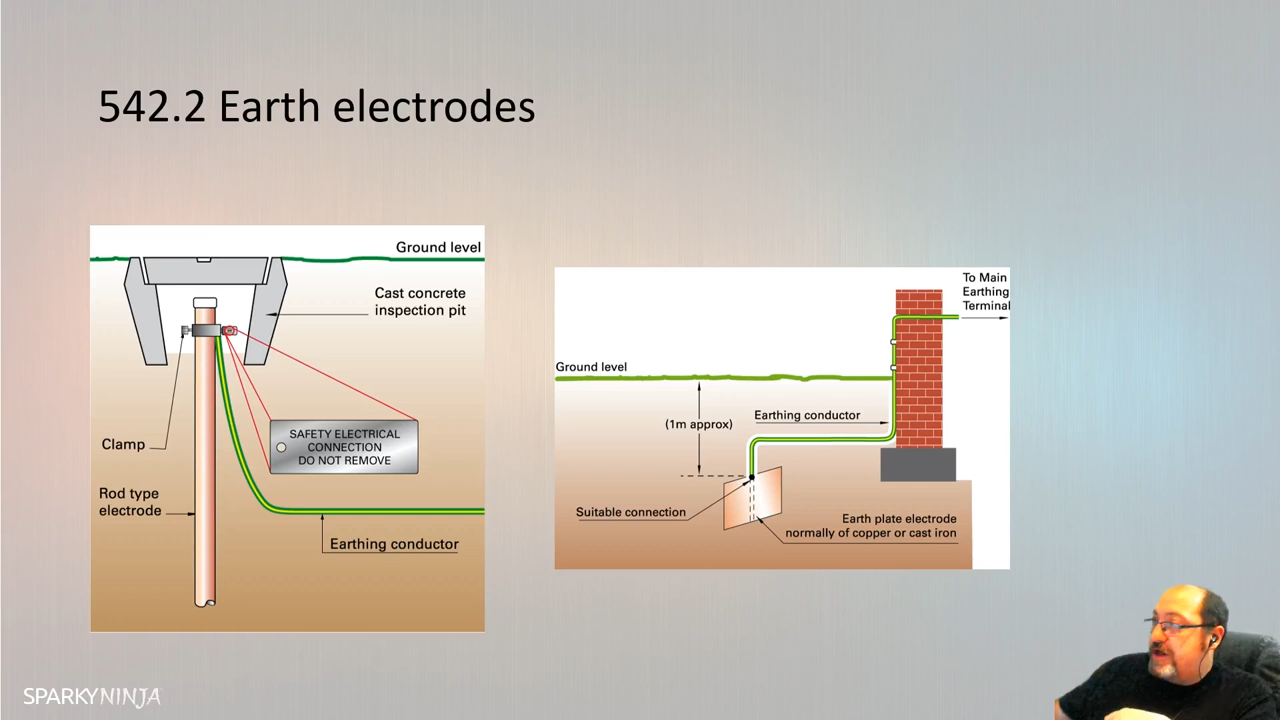 542.2 Earth electrodes
Ground level
Cast concrete
inspection pit
Clamp
SAFETY ELECTRICAL
CONNECTION
DO NOT REMOVE
Rod type
electrode
Earthing conductor
To Main
Earthing
Terminal
Ground level
(1m approx)
Earthing conductor
Suitable connection
Earth plate electrode
normally of copper or cast iron
SPARKYNINJA